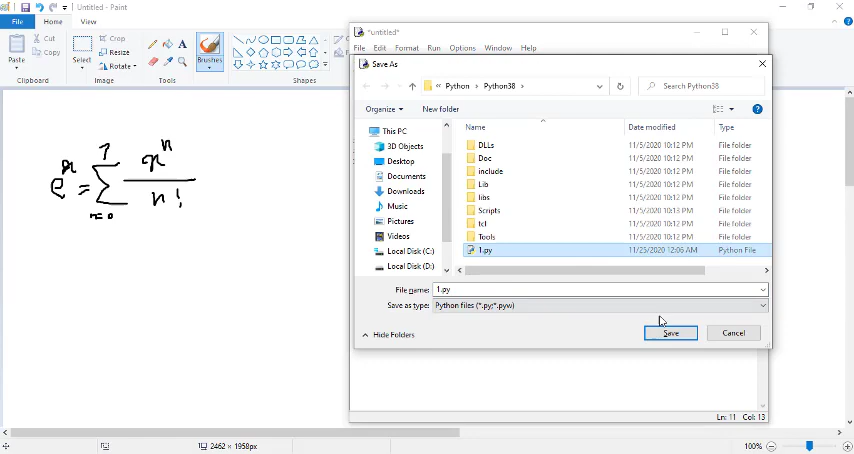 File
Home
View
Paste
Cut
Copy
Clipboard
Select
Crop
Resize
Rotate
Image
A
Tools
Brushes
Shapes
*untitled*
File Edit Format Run Options Window Help
Save As
« Python › Python38 ›
Search Python38
Organize
New folder
Name Date modified Type
This PC
3D Objects
Desktop
Documents
Downloads
Music
Pictures
Videos
Local Disk (C:)
Local Disk (D:)
DLLs 11/5/2020 10:12 PM File folder
Doc 11/5/2020 10:12 PM File folder
include 11/5/2020 10:12 PM File folder
Lib 11/5/2020 10:12 PM File folder
libs 11/5/2020 10:12 PM File folder
Scripts 11/5/2020 10:13 PM File folder
tcl 11/5/2020 10:12 PM File folder
Tools 11/5/2020 10:12 PM File folder
1.py 11/25/2020 12:06 AM Python File
File name: 1.py
Save as type: Python files (*.py;*.pyw)
Hide Folders
Save
Cancel
Ln: 11 Col: 13
Untitled - Paint
e^x = ∑ x^n
n!
n=0
2462 × 1958px
100%